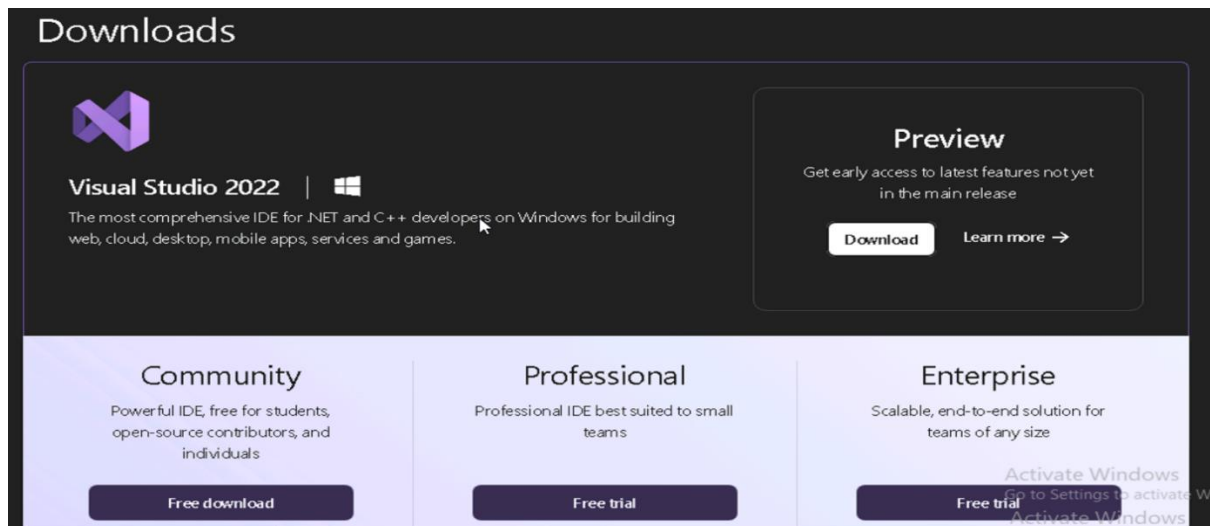 Downloads
Visual Studio 2022
The most comprehensive IDE for .NET and C++ developers on Windows for building
web, cloud, desktop, mobile apps, services and games.
Preview
Get early access to latest features not yet
in the main release
Download
Learn more →
Community
Powerful IDE, free for students,
open-source contributors, and
individuals
Free download
Professional
Professional IDE best suited to small
teams
Free trial
Enterprise
Scalable, end-to-end solution for
teams of any size
Free trial
Activate Windows
Go to Settings to activate W
Activate Windows